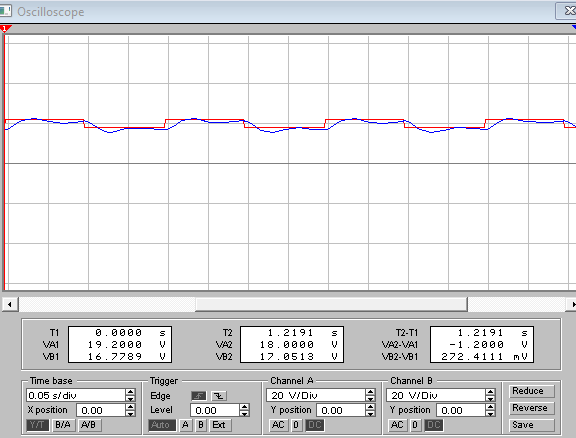 Oscilloscope
1
T1 0.0000 s T2 1.2191 s T2-T1 1.2191 s
VA1 19.2000 V VA2 18.0000 V VA2-VA1 -1.2000 V
VB1 16.7789 V VB2 17.0513 V VB2-VB1 272.4111 mV
Time base Trigger Channel A Channel B
0.05 s/div Edge 20 V/Div 20 V/Div Reduce
X position 0.00 Level 0.00 Y position 0.00 Y position 0.00 Reverse
Y/T B/A A/B Auto A B Ext AC 0 DC AC 0 DC Save